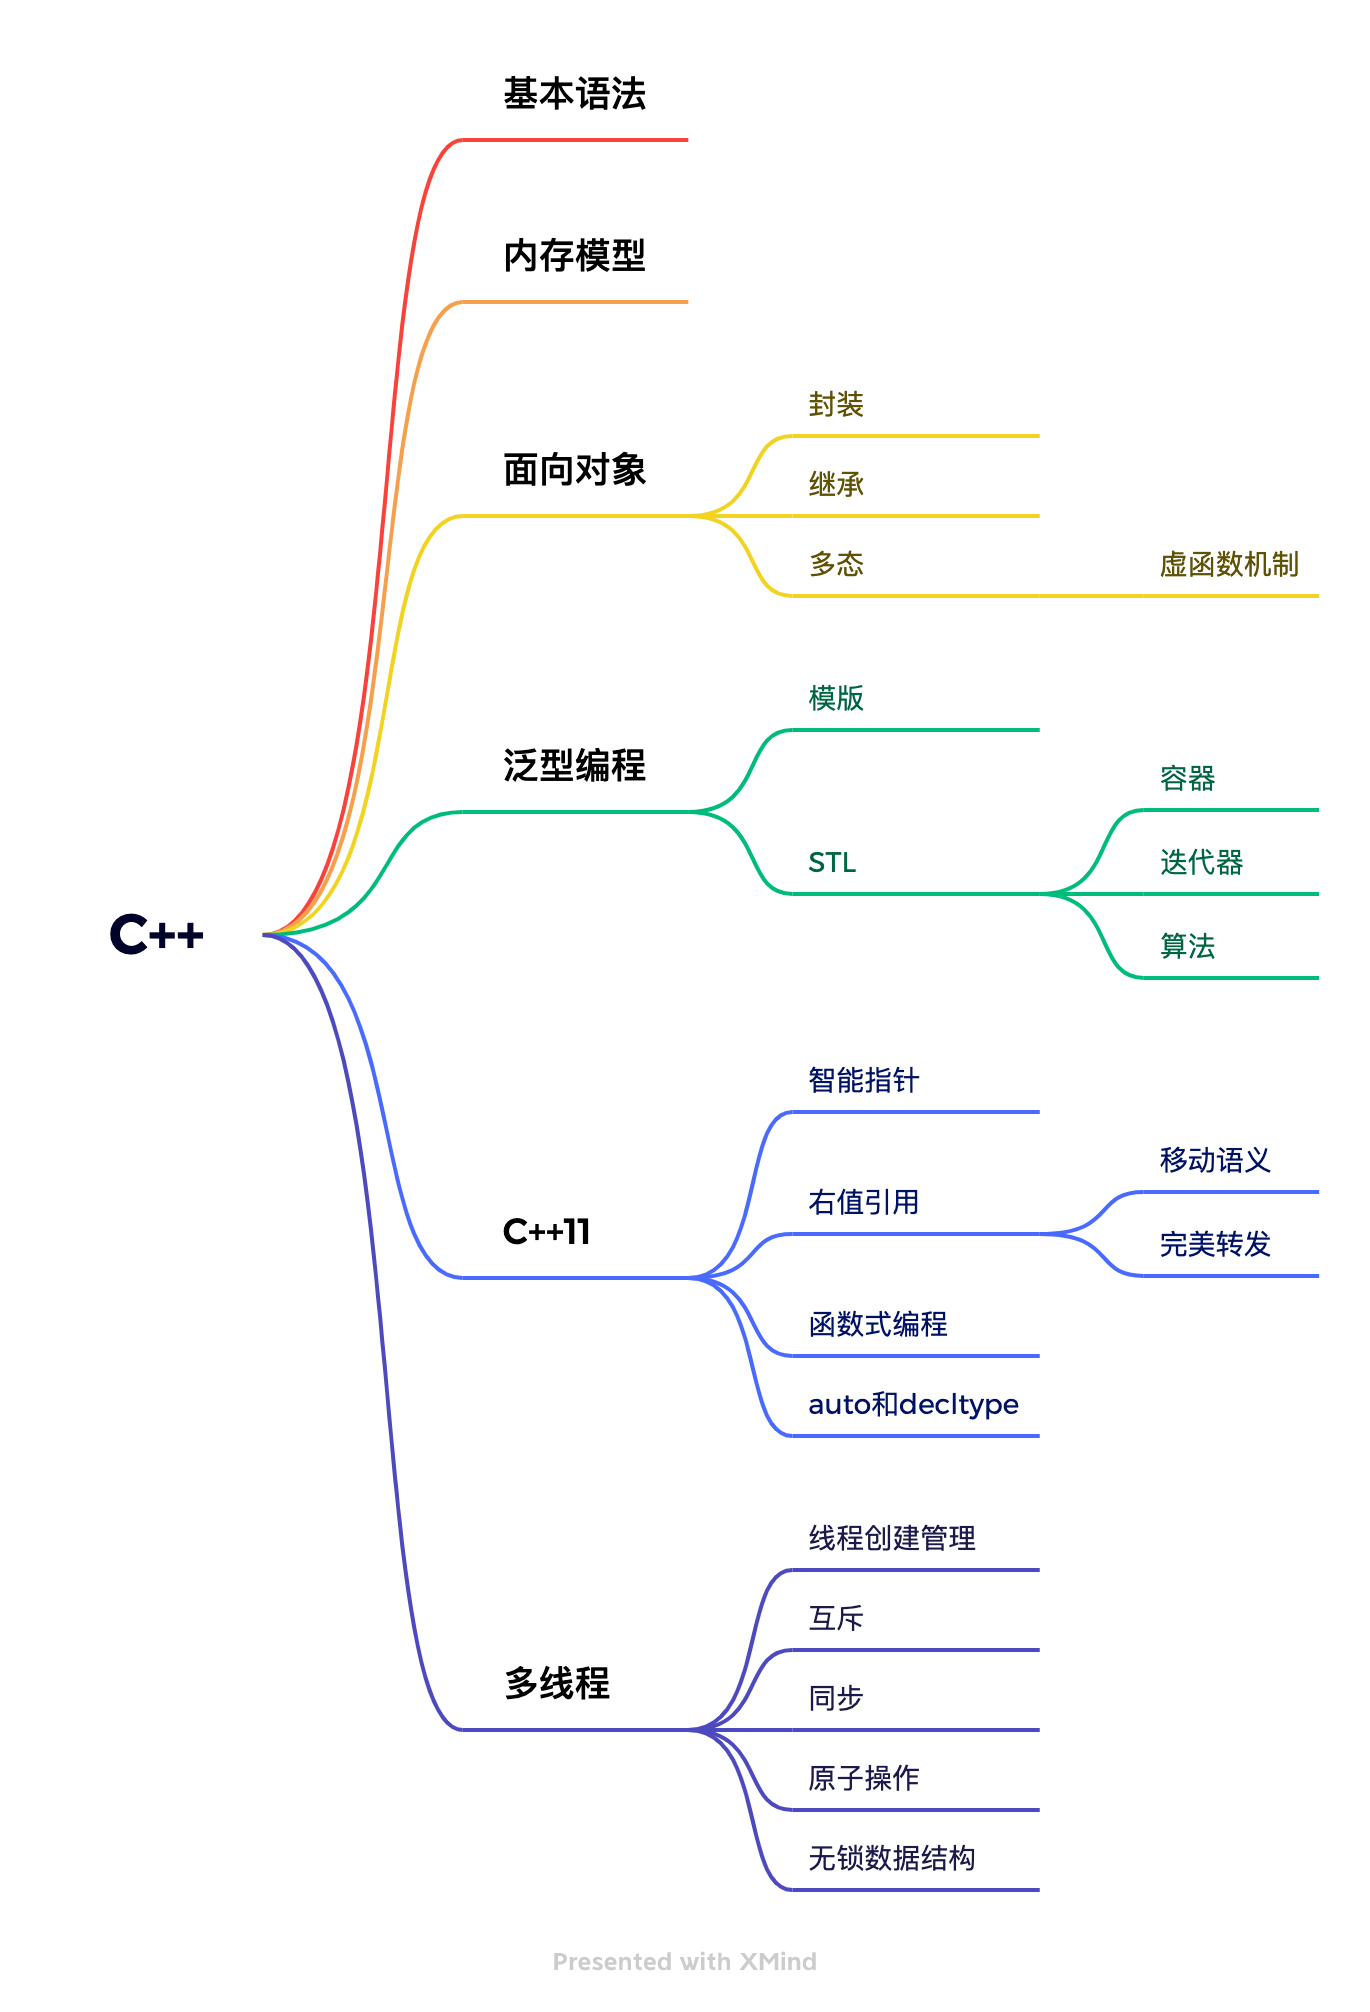 基本语法
内存模型
封装
面向对象
继承
多态
虚函数机制
模版
泛型编程
容器
STL
迭代器
C++
算法
智能指针
移动语义
右值引用
C++11
完美转发
函数式编程
auto和decltype
线程创建管理
互斥
多线程
同步
原子操作
无锁数据结构
Presented with XMind